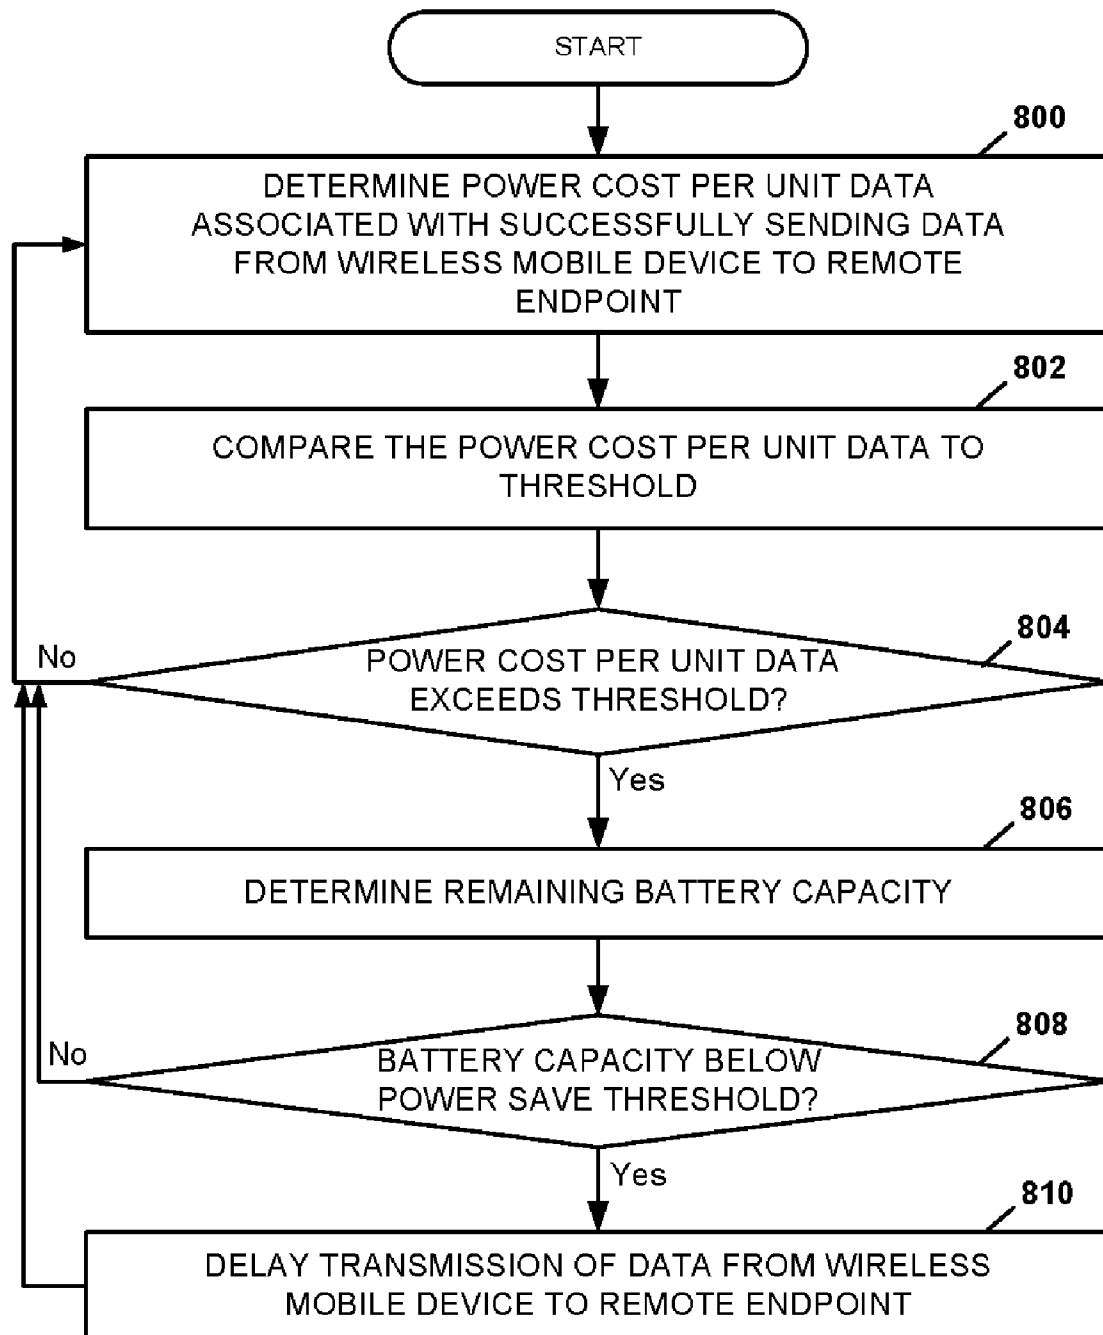 START
800
DETERMINE POWER COST PER UNIT DATA
ASSOCIATED WITH SUCCESSFULLY SENDING DATA
FROM WIRELESS MOBILE DEVICE TO REMOTE
ENDPOINT
802
COMPARE THE POWER COST PER UNIT DATA TO
THRESHOLD
804
No
POWER COST PER UNIT DATA
EXCEEDS THRESHOLD?
Yes
806
DETERMINE REMAINING BATTERY CAPACITY
808
No
BATTERY CAPACITY BELOW
POWER SAVE THRESHOLD?
Yes
810
DELAY TRANSMISSION OF DATA FROM WIRELESS
MOBILE DEVICE TO REMOTE ENDPOINT